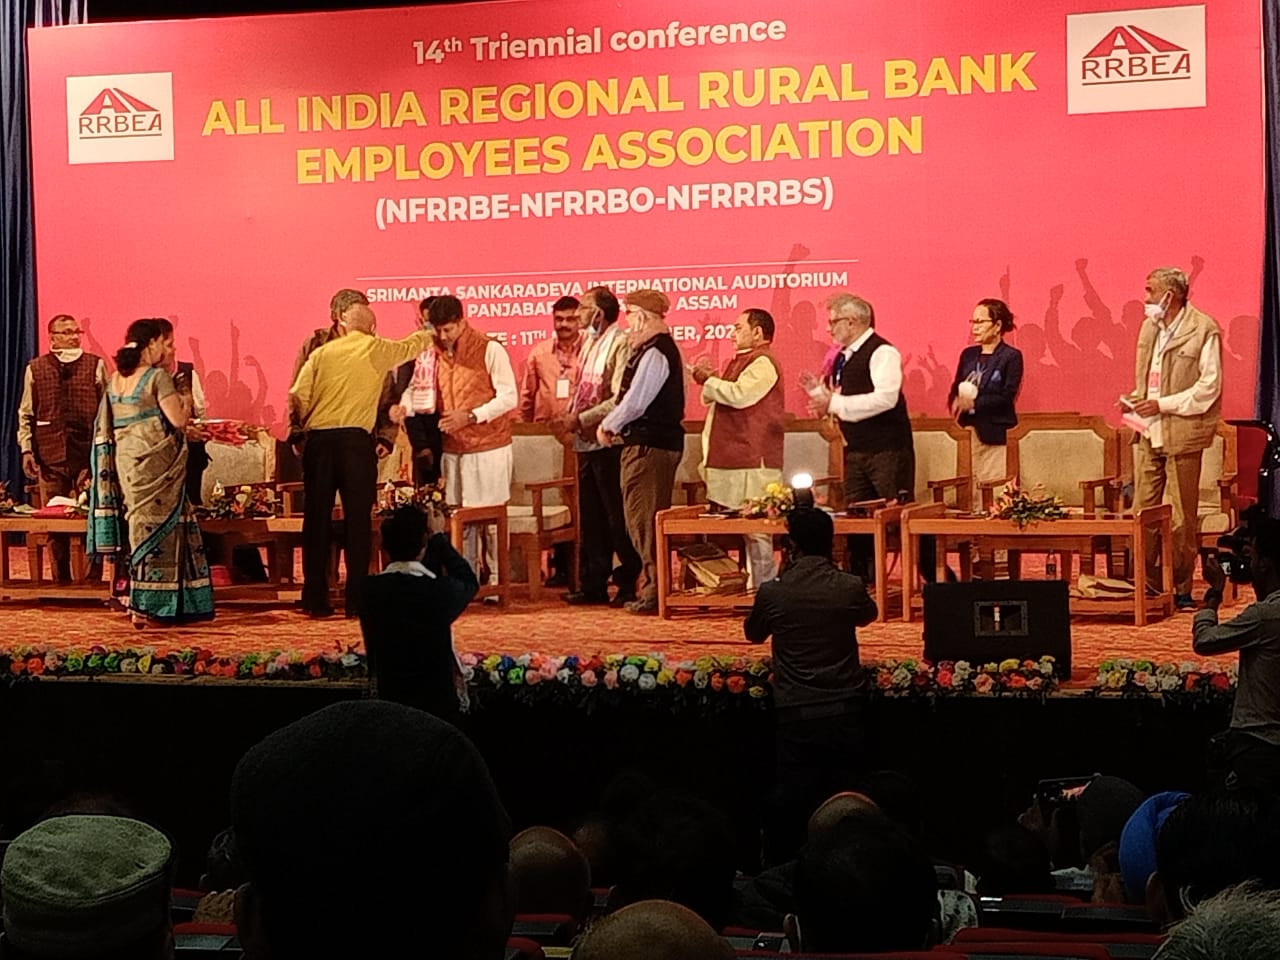 14th Triennial conference
ALL INDIA REGIONAL RURAL BANK
EMPLOYEES ASSOCIATION
(NFRRBE-NFRRBO-NFRRRBS)
SRIMANTA SANKARADEVA INTERNATIONAL AUDITORIUM
ASSAM
11TH
A
RRBEA
A
RRBEA